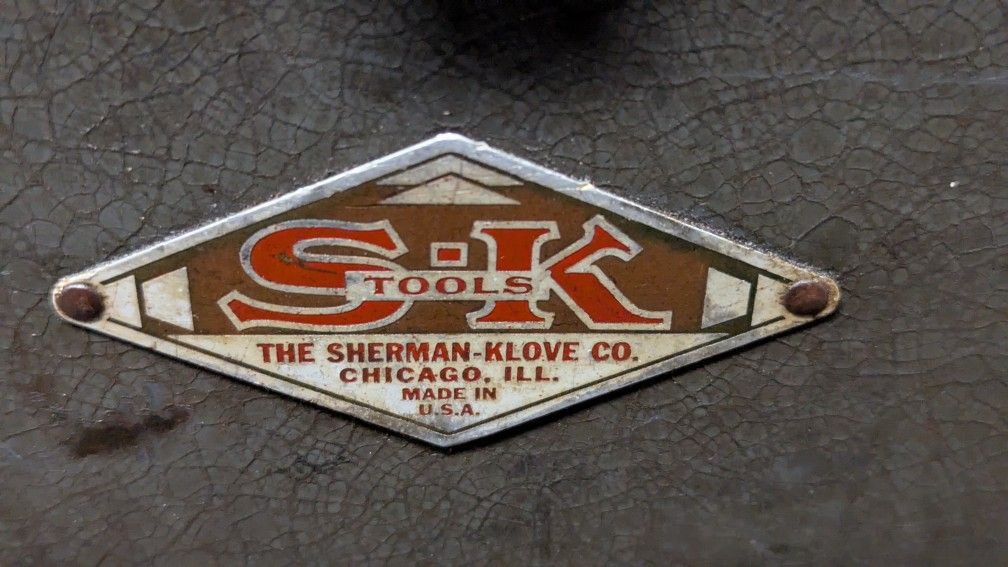 S-K
TOOLS
THE SHERMAN-KLOVE CO.
CHICAGO, ILL.
MADE IN
U.S.A.